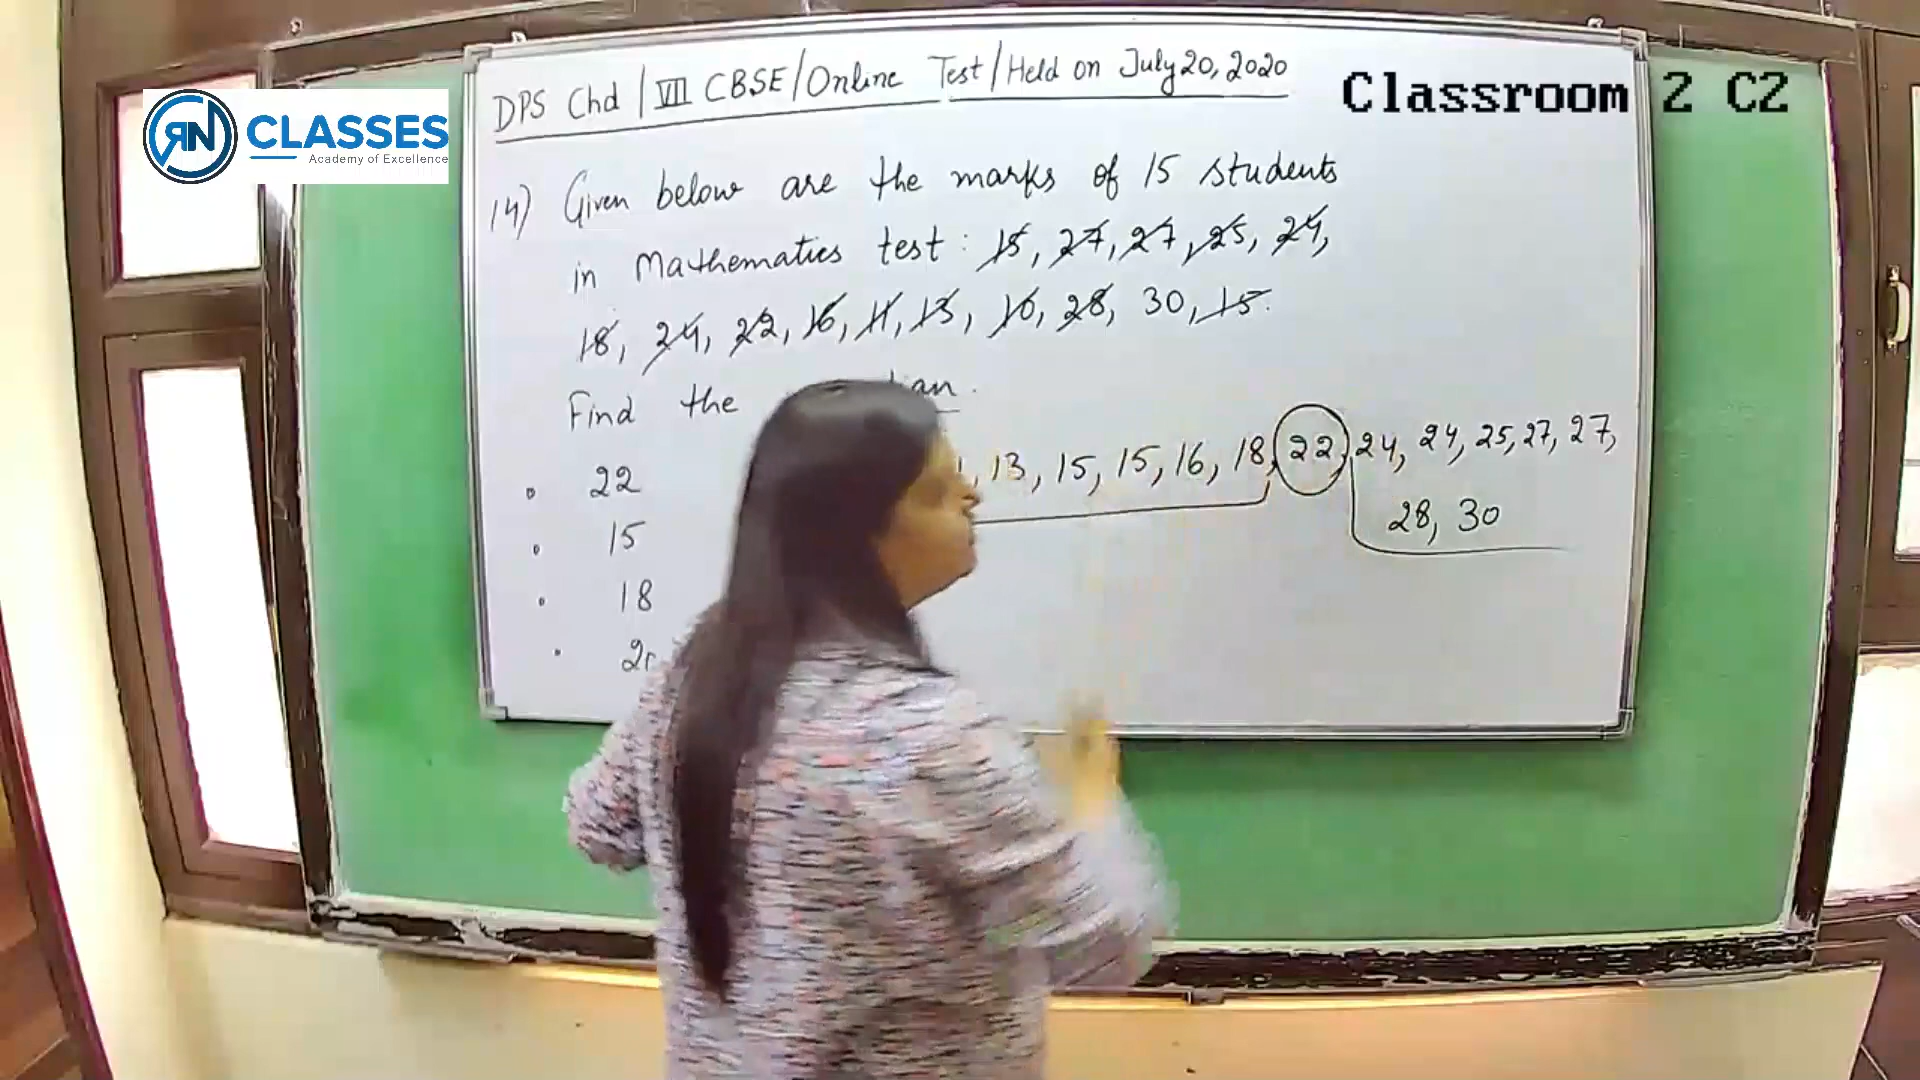 DPS Chd / VII CBSE / Online Test / Held on July 20, 2020
Classroom 2 C2
RN CLASSES
Academy of Excellence
14) Given below are the marks of 15 students
in Mathematics test : 15, 27, 27, 25, 24,
18, 24, 22, 16, 11, 13, 10, 28, 30, 15.
Find the
, 13, 15, 15, 16, 18, 22, 24, 24, 25, 27, 27,
28, 30
• 22
• 15
• 18